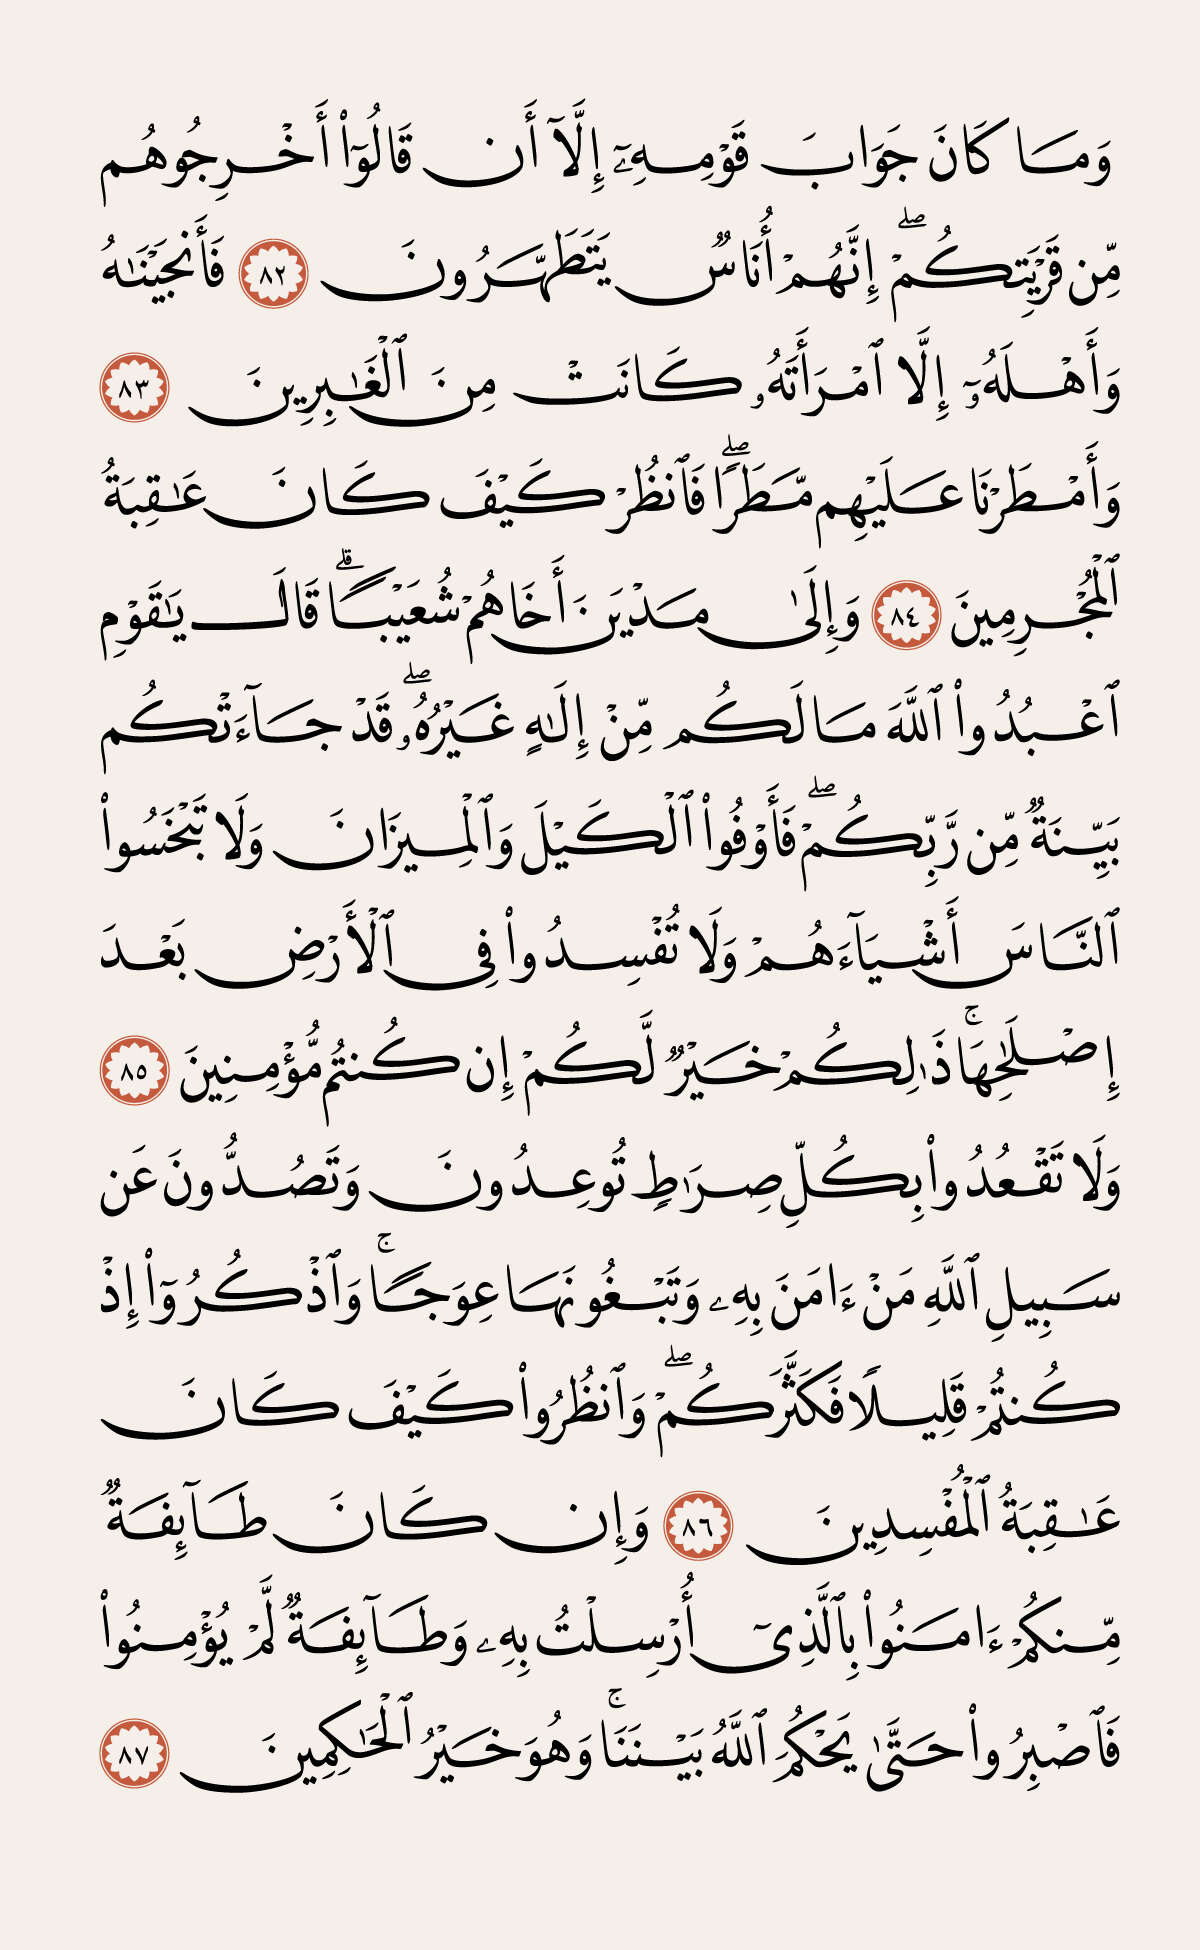 وَمَا كَانَ جَوَابَ قَوْمِهِۦٓ إِلَّآ أَن قَالُوٓا۟ أَخْرِجُوهُم
مِّن قَرْيَتِكُمْ ۖ إِنَّهُمْ أُنَاسٌ يَتَطَهَّرُونَ ٨٢ فَأَنجَيْنَـٰهُ
وَأَهْلَهُۥٓ إِلَّا ٱمْرَأَتَهُۥ كَانَتْ مِنَ ٱلْغَـٰبِرِينَ ٨٣
وَأَمْطَرْنَا عَلَيْهِم مَّطَرًا ۖ فَٱنظُرْ كَيْفَ كَانَ عَـٰقِبَةُ
ٱلْمُجْرِمِينَ ٨٤ وَإِلَىٰ مَدْيَنَ أَخَاهُمْ شُعَيْبًا ۗ قَالَ يَـٰقَوْمِ
ٱعْبُدُوا۟ ٱللَّهَ مَا لَكُم مِّنْ إِلَـٰهٍ غَيْرُهُۥ ۖ قَدْ جَآءَتْكُم
بَيِّنَةٌ مِّن رَّبِّكُمْ ۖ فَأَوْفُوا۟ ٱلْكَيْلَ وَٱلْمِيزَانَ وَلَا تَبْخَسُوا۟
ٱلنَّاسَ أَشْيَآءَهُمْ وَلَا تُفْسِدُوا۟ فِى ٱلْأَرْضِ بَعْدَ
إِصْلَـٰحِهَا ۚ ذَٰلِكُمْ خَيْرٌ لَّكُمْ إِن كُنتُم مُّؤْمِنِينَ ٨٥
وَلَا تَقْعُدُوا۟ بِكُلِّ صِرَٰطٍ تُوعِدُونَ وَتَصُدُّونَ عَن
سَبِيلِ ٱللَّهِ مَنْ ءَامَنَ بِهِۦ وَتَبْغُونَهَا عِوَجًا ۚ وَٱذْكُرُوٓا۟ إِذْ
كُنتُمْ قَلِيلًا فَكَثَّرَكُمْ ۖ وَٱنظُرُوا۟ كَيْفَ كَانَ
عَـٰقِبَةُ ٱلْمُفْسِدِينَ ٨٦ وَإِن كَانَ طَآئِفَةٌ
مِّنكُمْ ءَامَنُوا۟ بِٱلَّذِىٓ أُرْسِلْتُ بِهِۦ وَطَآئِفَةٌ لَّمْ يُؤْمِنُوا۟
فَٱصْبِرُوا۟ حَتَّىٰ يَحْكُمَ ٱللَّهُ بَيْنَنَا ۚ وَهُوَ خَيْرُ ٱلْحَـٰكِمِينَ ٨٧